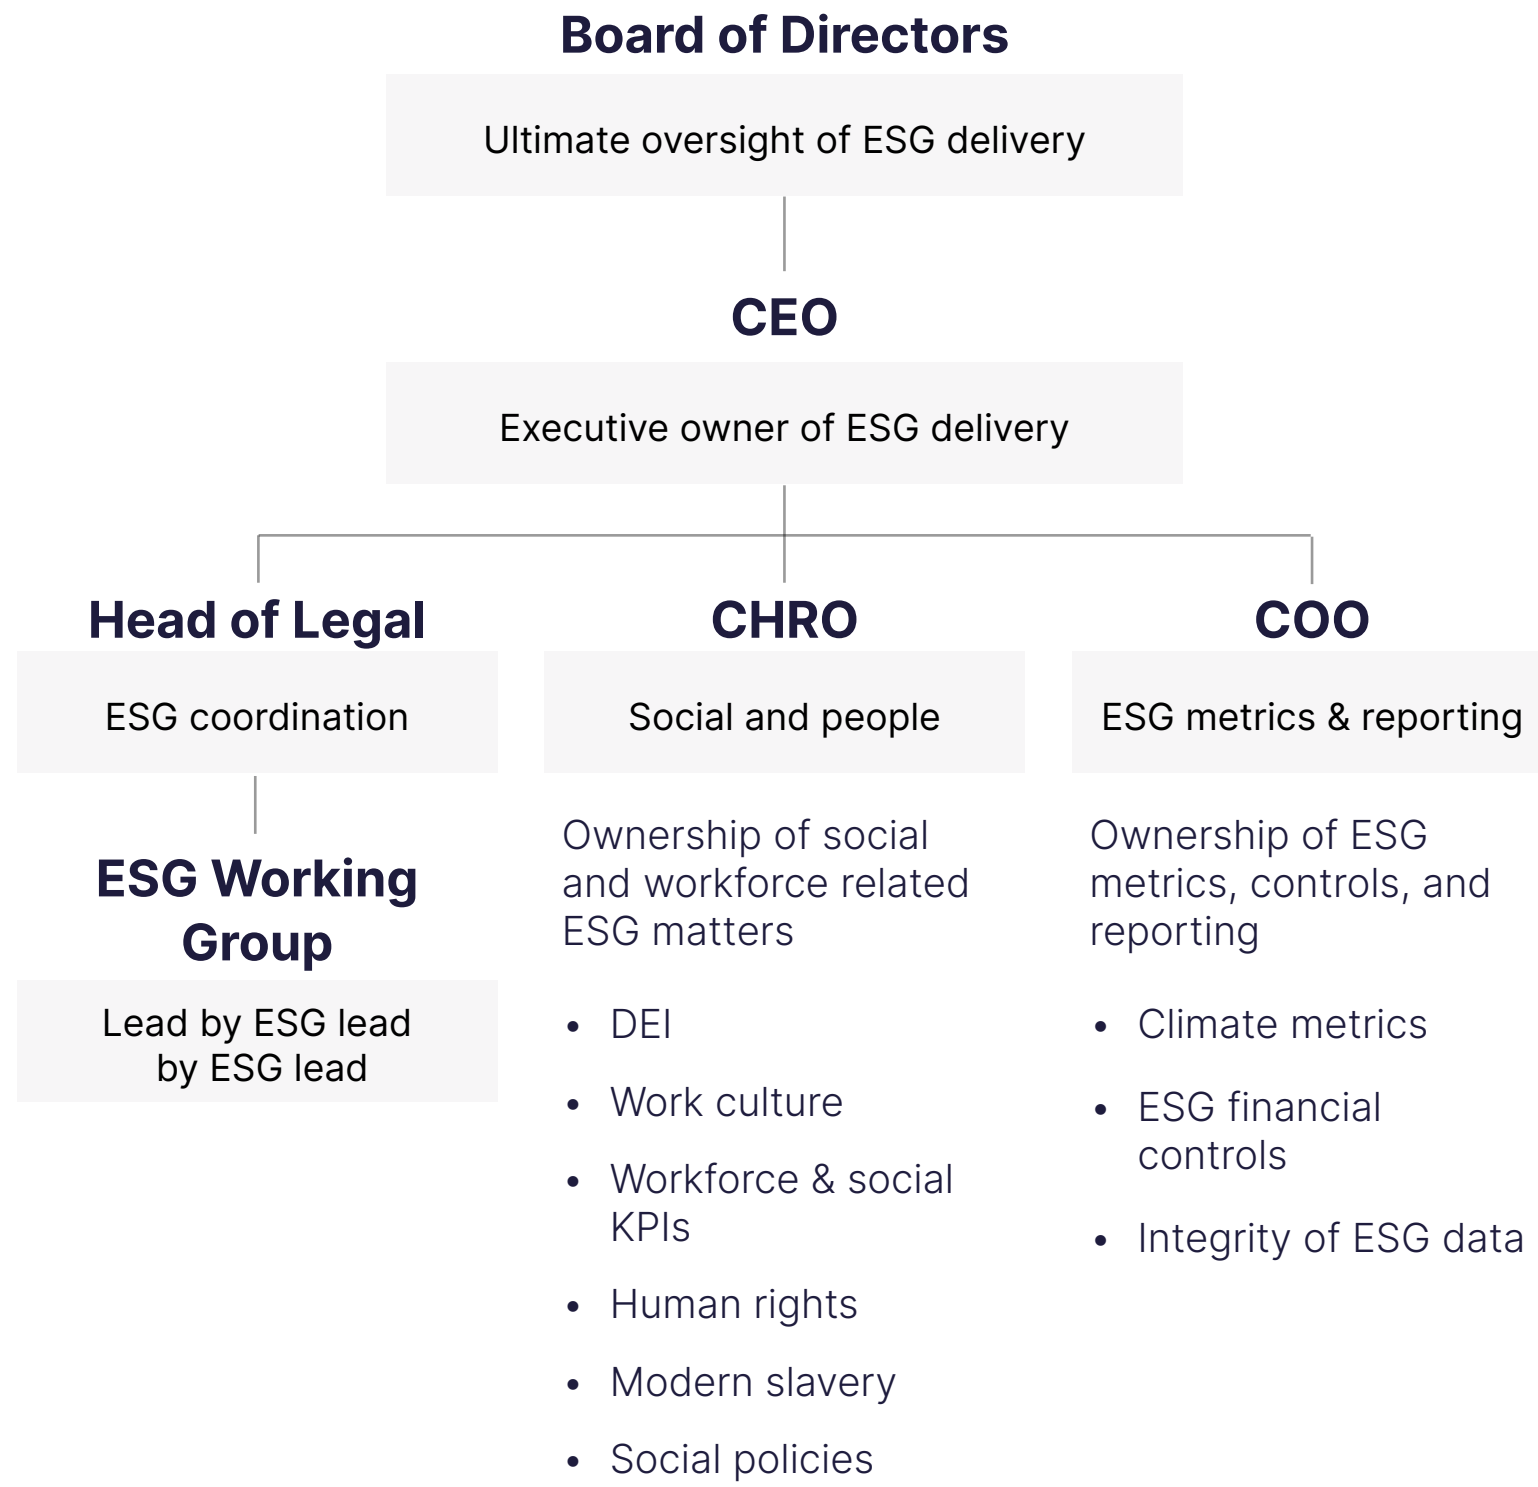 Board of Directors
Ultimate oversight of ESG delivery
CEO
Executive owner of ESG delivery
Head of Legal
ESG coordination
ESG Working
Group
Lead by ESG lead
by ESG lead
CHRO
Social and people
Ownership of social
and workforce related
ESG matters
• DEI
• Work culture
• Workforce & social
KPIs
• Human rights
• Modern slavery
• Social policies
COO
ESG metrics & reporting
Ownership of ESG
metrics, controls, and
reporting
• Climate metrics
• ESG financial
controls
• Integrity of ESG data